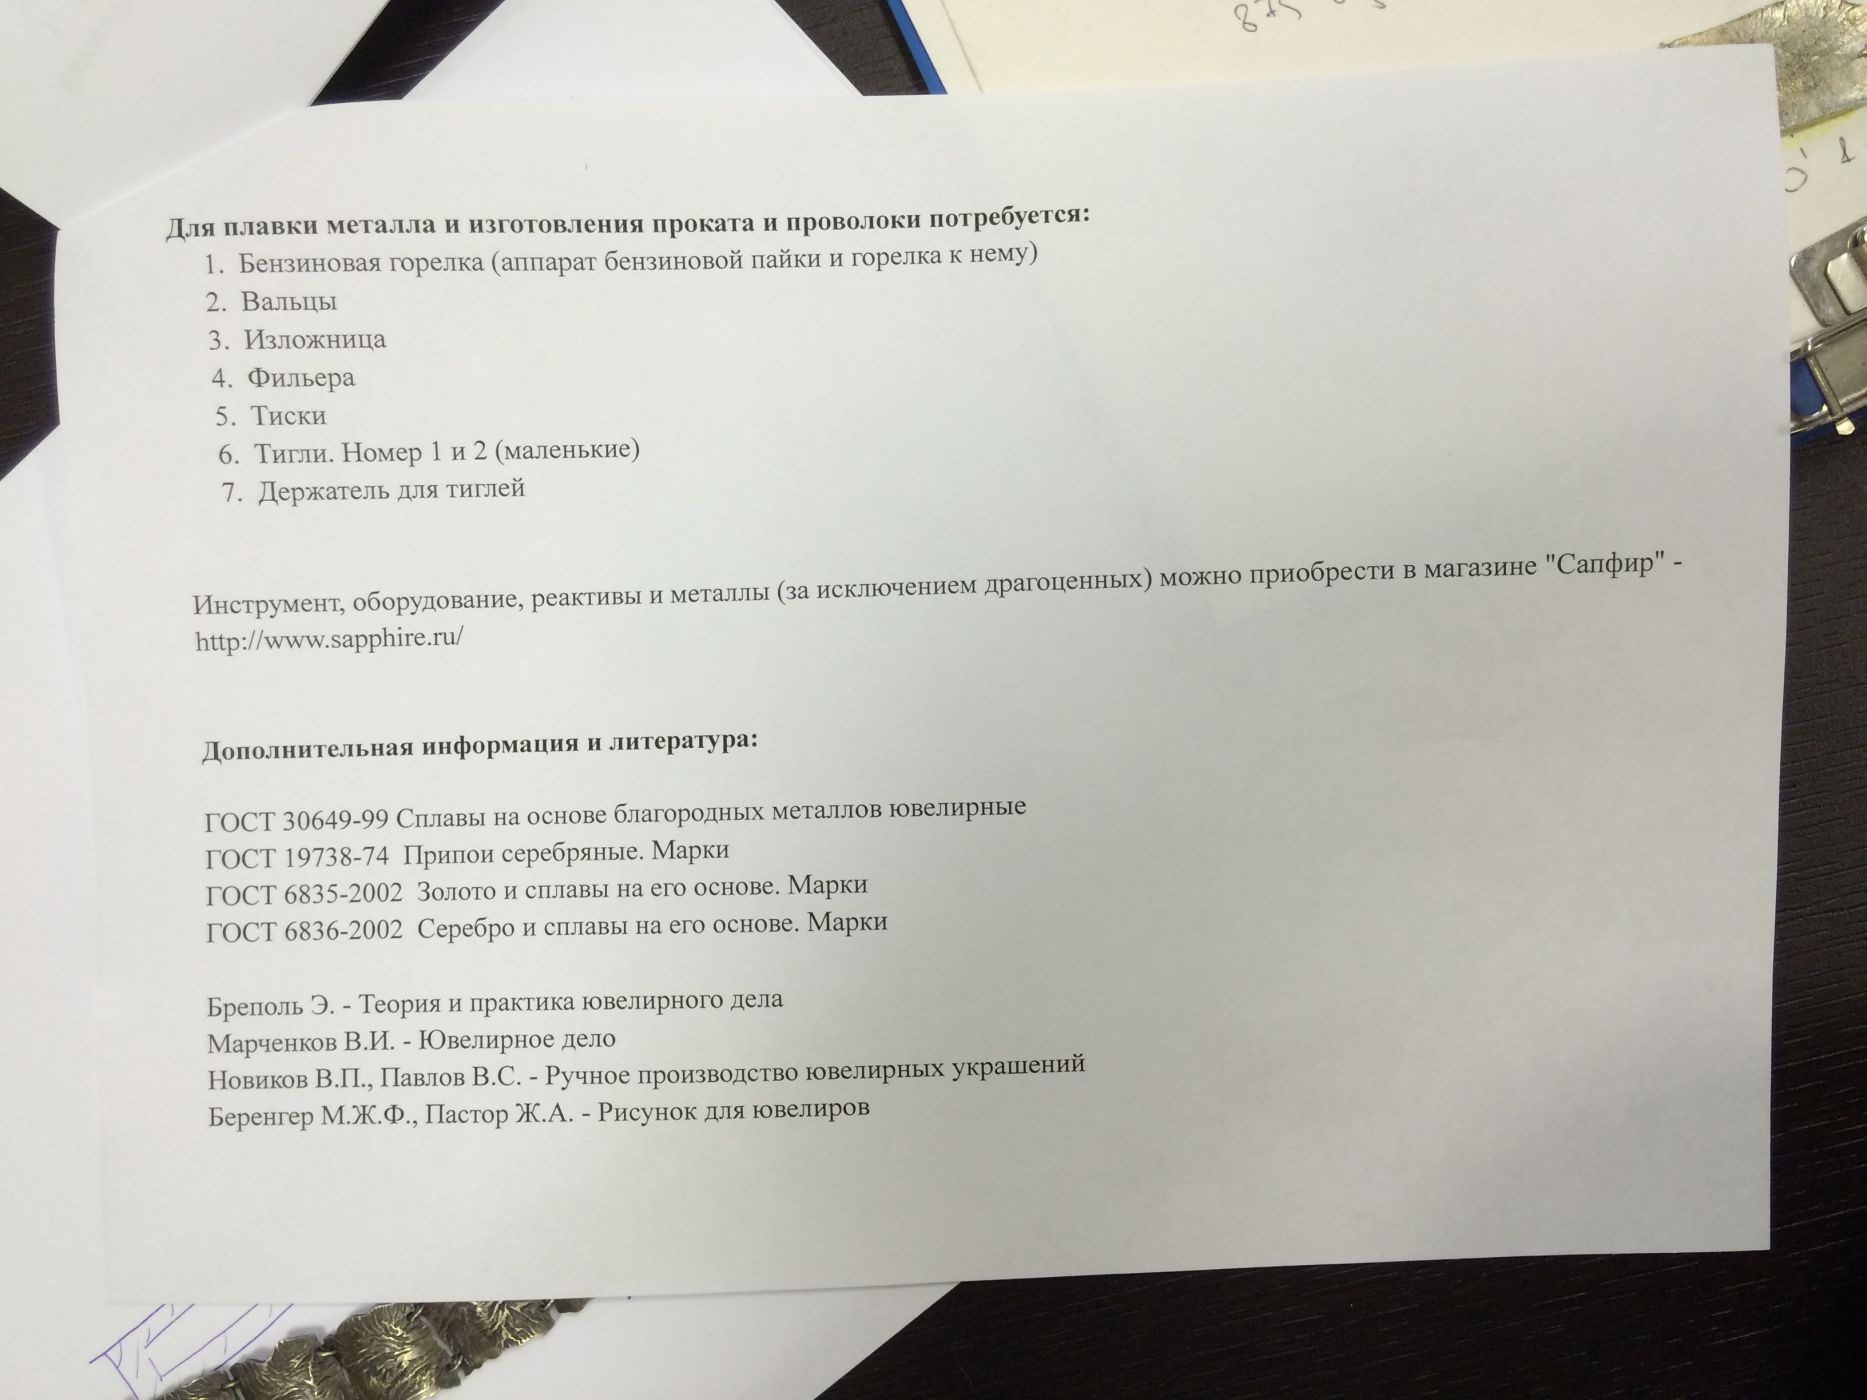 875
Для плавки металла и изготовления проката и проволоки потребуется:
1. Бензиновая горелка (аппарат бензиновой пайки и горелка к нему)
2. Вальцы
3. Изложница
4. Фильера
5. Тиски
6. Тигли. Номер 1 и 2 (маленькие)
7. Держатель для тиглей
Инструмент, оборудование, реактивы и металлы (за исключением драгоценных) можно приобрести в магазине "Сапфир" -
http://www.sapphire.ru/
Дополнительная информация и литература:
ГОСТ 30649-99 Сплавы на основе благородных металлов ювелирные
ГОСТ 19738-74 Припои серебряные. Марки
ГОСТ 6835-2002 Золото и сплавы на его основе. Марки
ГОСТ 6836-2002 Серебро и сплавы на его основе. Марки
Бреполь Э. - Теория и практика ювелирного дела
Марченков В.И. - Ювелирное дело
Новиков В.П., Павлов В.С. - Ручное производство ювелирных украшений
Беренгер М.Ж.Ф., Пастор Ж.А. - Рисунок для ювелиров